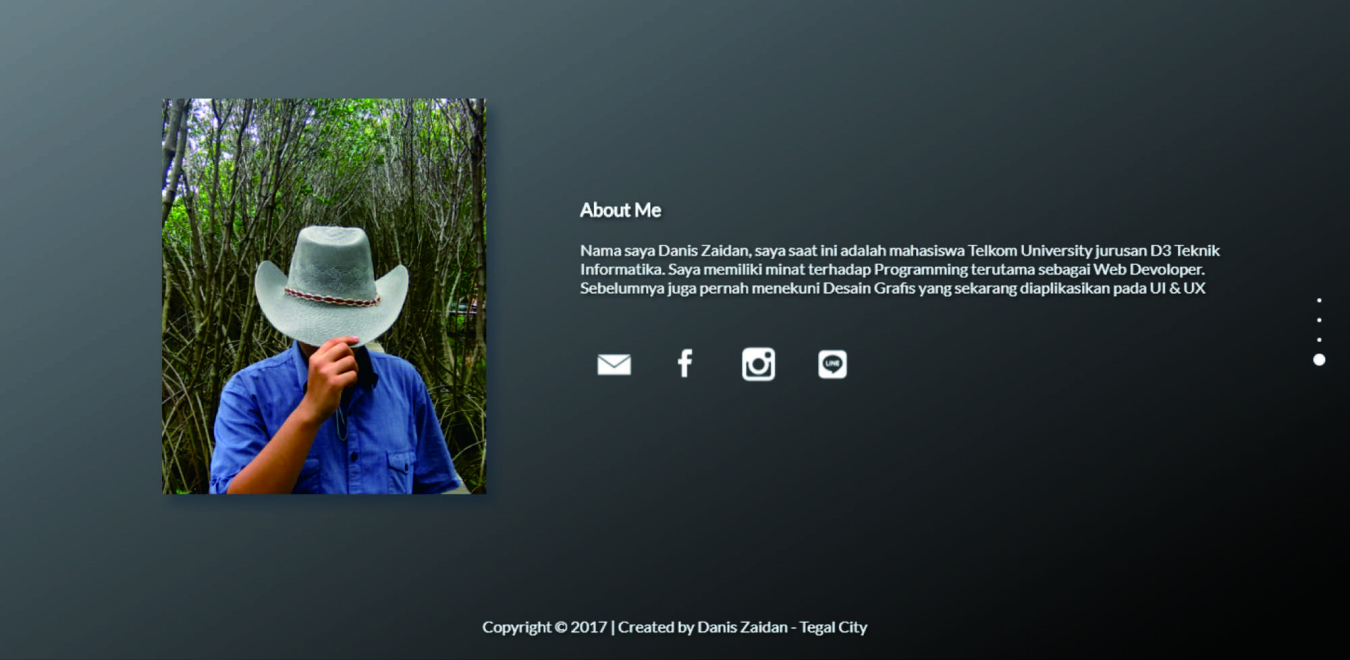 About Me
Nama saya Danis Zaidan, saya saat ini adalah mahasiswa Telkom University jurusan D3 Teknik
Informatika. Saya memiliki minat terhadap Programming terutama sebagai Web Devoloper.
Sebelumnya juga pernah menekuni Desain Grafis yang sekarang diaplikasikan pada UI & UX
LINE
Copyright © 2017 | Created by Danis Zaidan - Tegal City